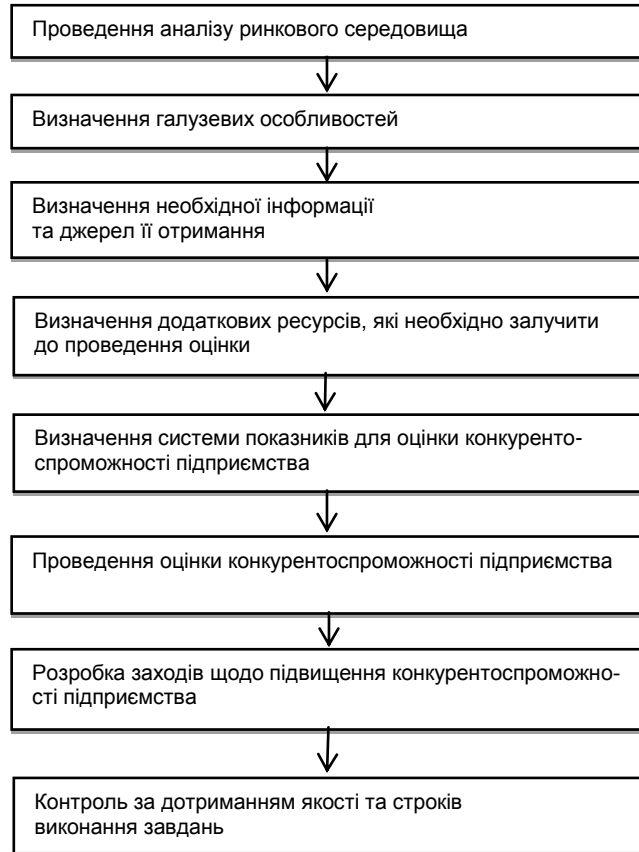 Проведення аналізу ринкового середовища
Визначення галузевих особливостей
Визначення необхідної інформації
та джерел її отримання
Визначення додаткових ресурсів, які необхідно залучити
до проведення оцінки
Визначення системи показників для оцінки конкуренто-
спроможності підприємства
Проведення оцінки конкурентоспроможності підприємства
Розробка заходів щодо підвищення конкурентоспроможно-
сті підприємства
Контроль за дотриманням якості та строків
виконання завдань